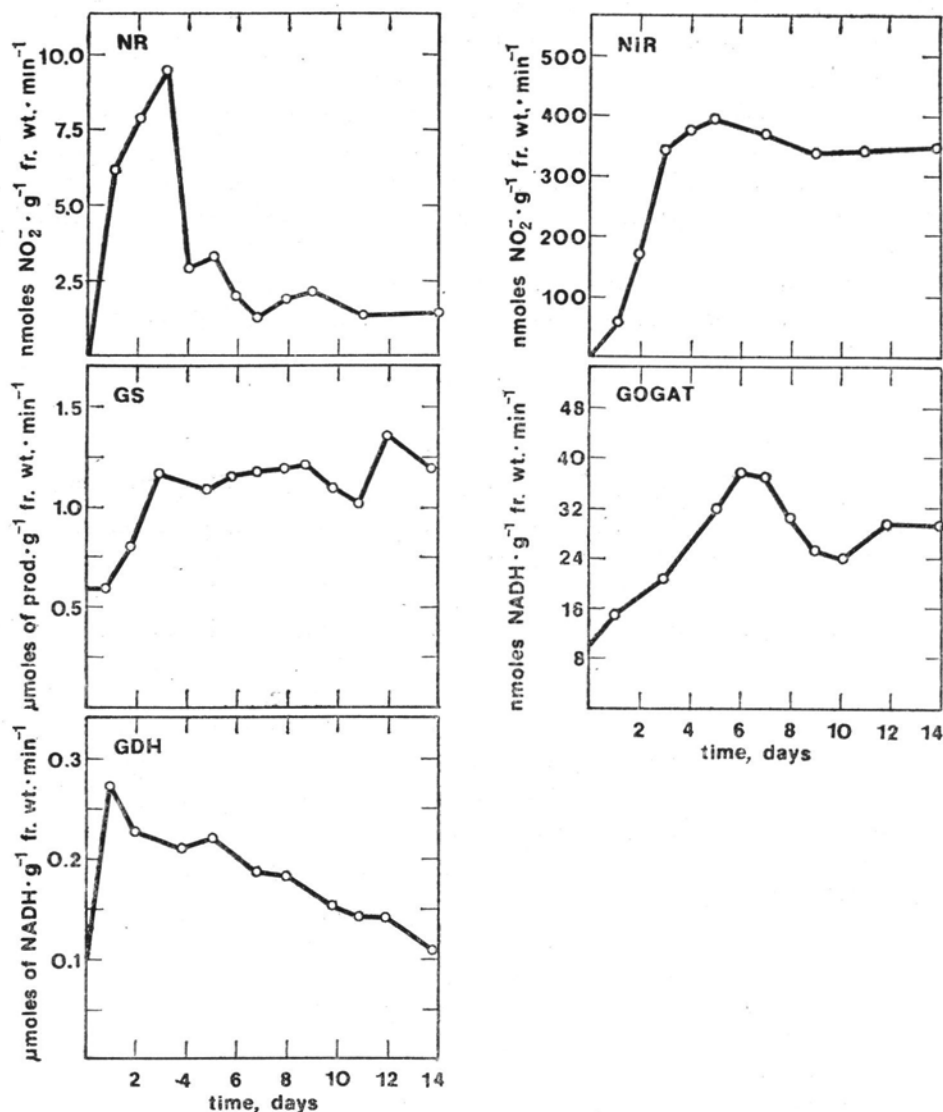 NR
10.0
7.5
5.0
2.5
nmoles NO₂⁻· g⁻¹ fr. wt.· min⁻¹
NiR
500
400
300
200
100
nmoles NO₂⁻· g⁻¹ fr. wt.· min⁻¹
GS
1.5
1.0
0.5
µmoles of prod.· g⁻¹ fr. wt.· min⁻¹
GOGAT
48
40
32
24
16
8
nmoles NADH· g⁻¹ fr. wt.· min⁻¹
2 4 6 8 10 12 14
time, days
GDH
0.3
0.2
0.1
µmoles of NADH· g⁻¹ fr. wt.· min⁻¹
2 4 6 8 10 12 14
time, days